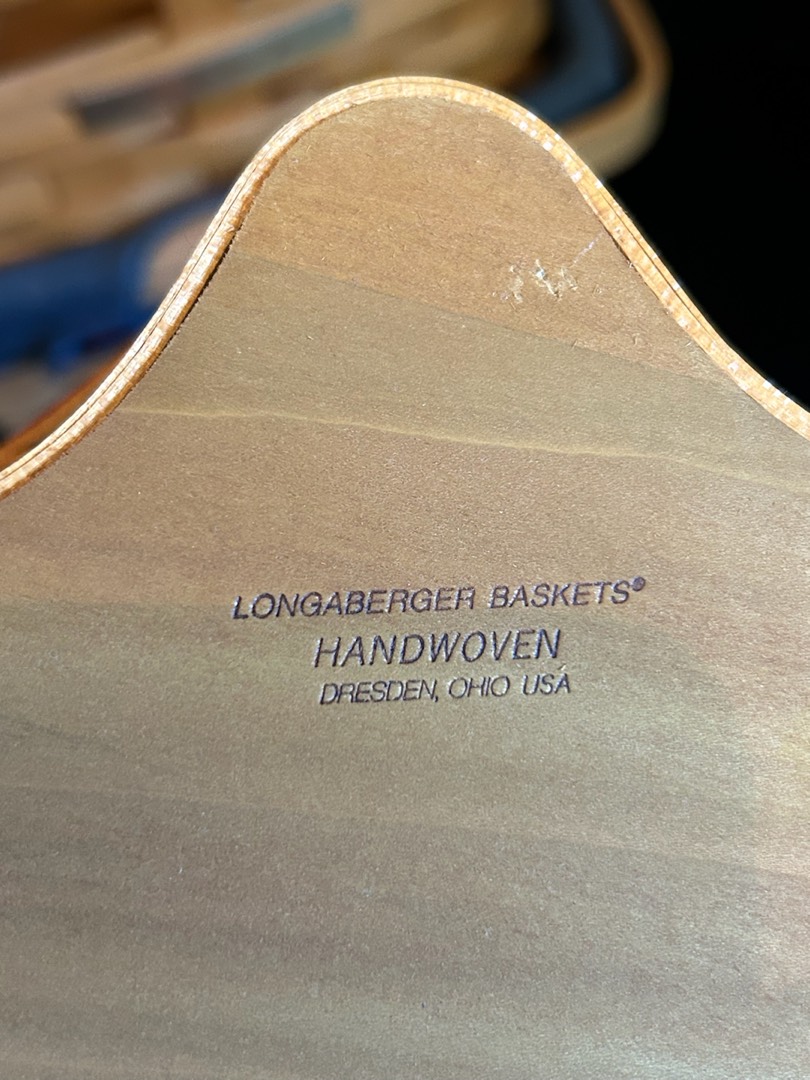 LONGABERGER BASKETS®
HANDWOVEN
DRESDEN, OHIO USA